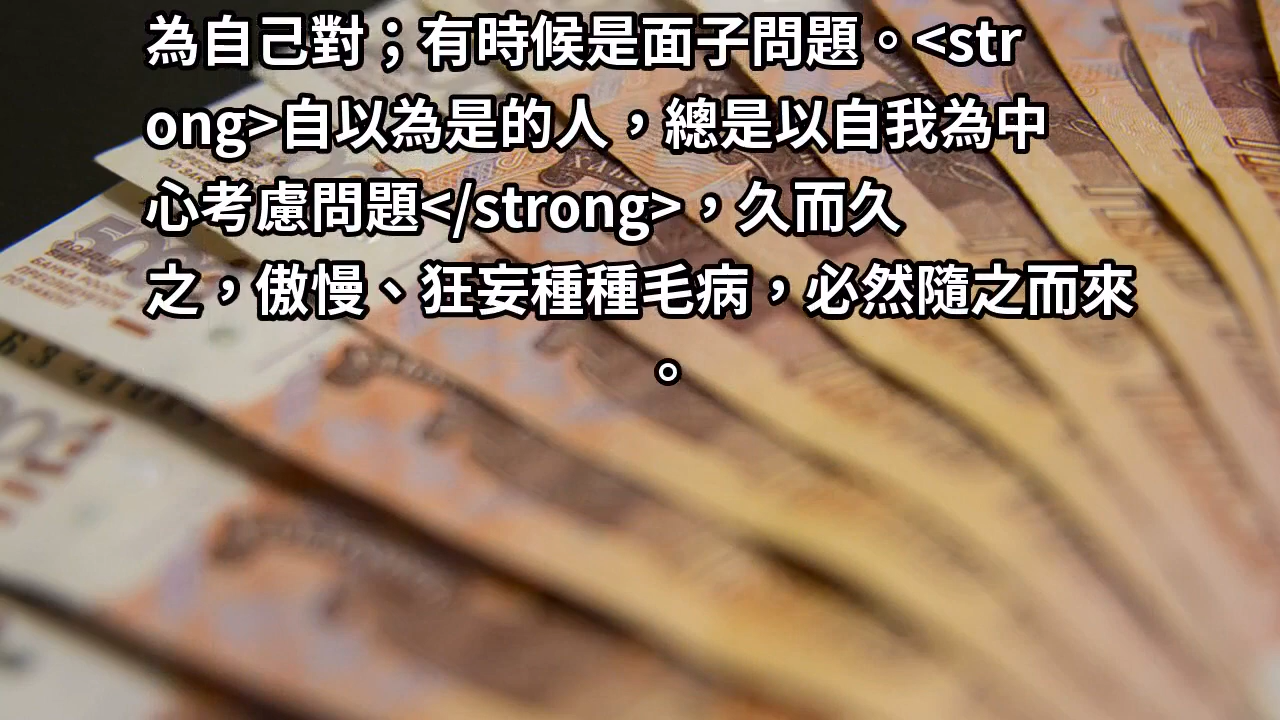 為自己對；有時候是面子問題。<str
ong>自以為是的人，總是以自我為中
心考慮問題</strong>，久而久
之，傲慢、狂妄種種毛病，必然隨之而來
。